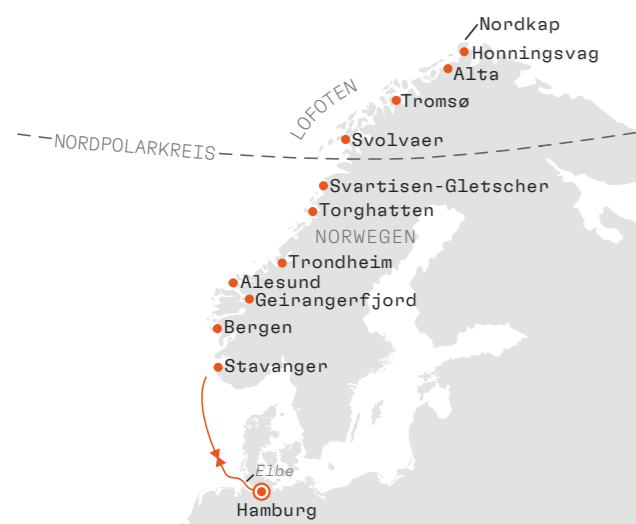 Nordkap
Honningsvag
Alta
Tromsø
LOFOTEN
Svolvaer
NORDPOLARKREIS
Svartisen-Gletscher
Torghatten
NORWEGEN
Trondheim
Alesund
Geirangerfjord
Bergen
Stavanger
Elbe
Hamburg